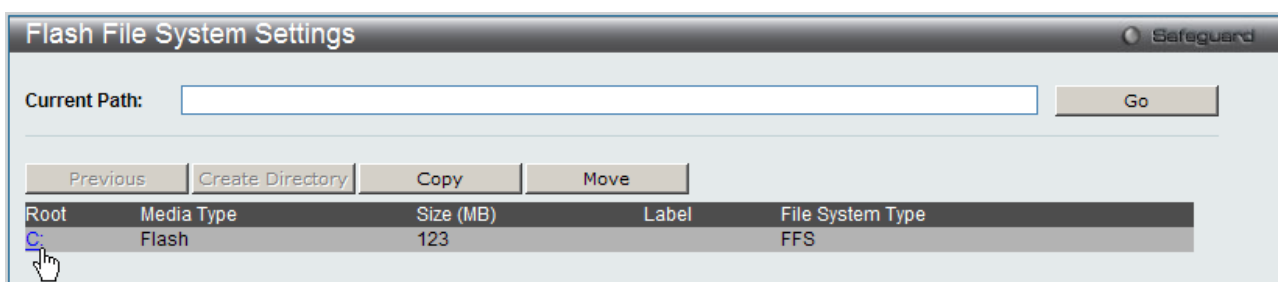 Flash File System Settings Safeguard
Current Path: Go
Previous Create Directory Copy Move
Root Media Type Size (MB) Label File System Type
C: Flash 123 FFS